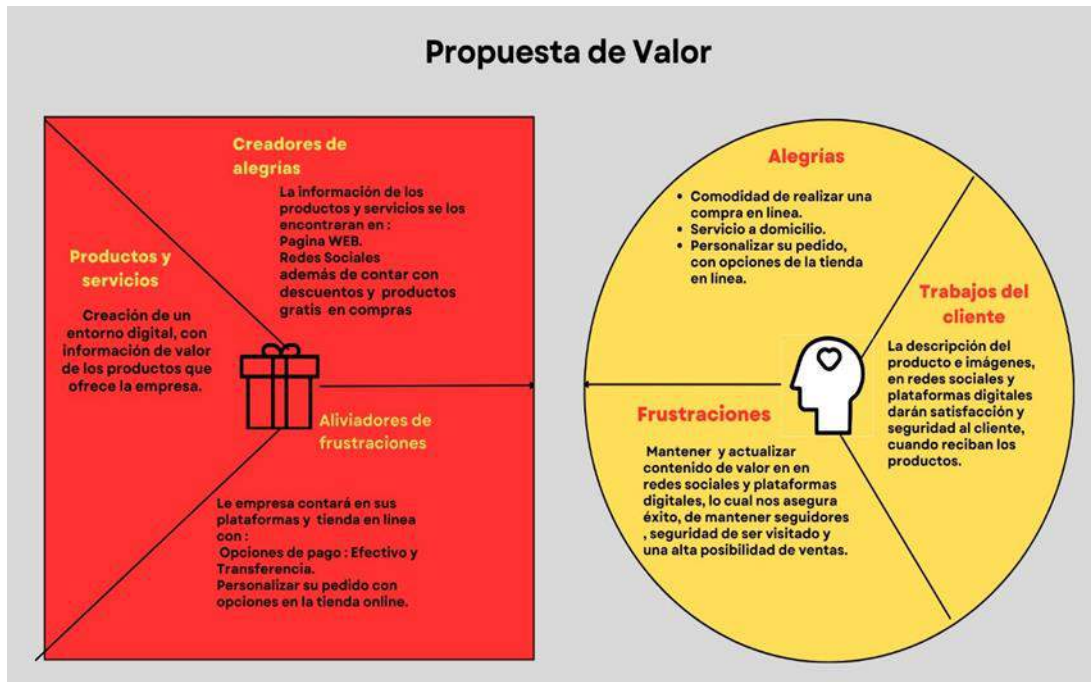 Propuesta de Valor
Creadores de
alegrías
La información de los
productos y servicios se los
encontraran en :
Pagina WEB.
Redes Sociales
además de contar con
descuentos y productos
gratis en compras
Productos y
servicios
Creación de un
entorno digital, con
información de valor
de los productos que
ofrece la empresa.
Aliviadores de
frustraciones
Le empresa contará en sus
plataformas y tienda en línea
con :
Opciones de pago : Efectivo y
Transferencia.
Personalizar su pedido con
opciones en la tienda online.
Alegrías
• Comodidad de realizar una
compra en línea.
• Servicio a domicilio.
• Personalizar su pedido,
con opciones de la tienda
en línea.
Trabajos del
cliente
La descripción del
producto e imágenes,
en redes sociales y
plataformas digitales
darán satisfacción y
seguridad al cliente,
cuando reciban los
productos.
Frustraciones
Mantener y actualizar
contenido de valor en en
redes sociales y plataformas
digitales, lo cual nos asegura
éxito, de mantener seguidores
, seguridad de ser visitado y
una alta posibilidad de ventas.